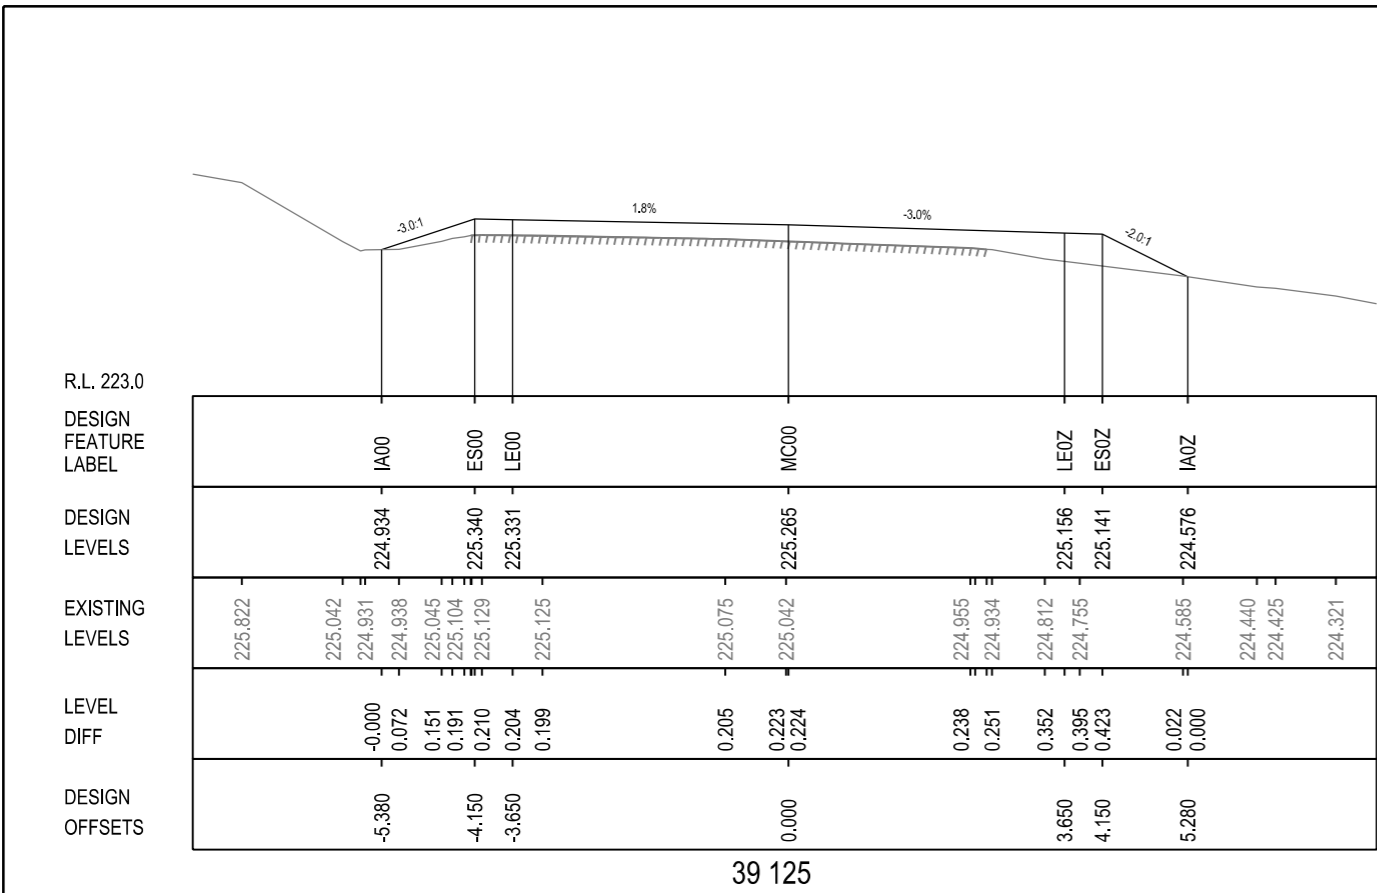 -3.0:1
1.8%
-3.0%
-2.0:1
R.L. 223.0
DESIGN
FEATURE
LABEL
IA00
ES00
LE00
MC00
LE0Z
ES0Z
IA0Z
DESIGN
LEVELS
224.934
225.340
225.331
225.265
225.156
225.141
224.576
EXISTING
LEVELS
225.822
225.042
224.931
224.938
225.045
225.104
225.129
225.125
225.075
225.042
224.955
224.934
224.812
224.755
224.585
224.440
224.425
224.321
LEVEL
DIFF
-0.000
0.072
0.151
0.191
0.210
0.204
0.199
0.205
0.223
0.224
0.238
0.251
0.352
0.395
0.423
0.022
0.000
DESIGN
OFFSETS
-5.380
-4.150
-3.650
0.000
3.650
4.150
5.280
39 125